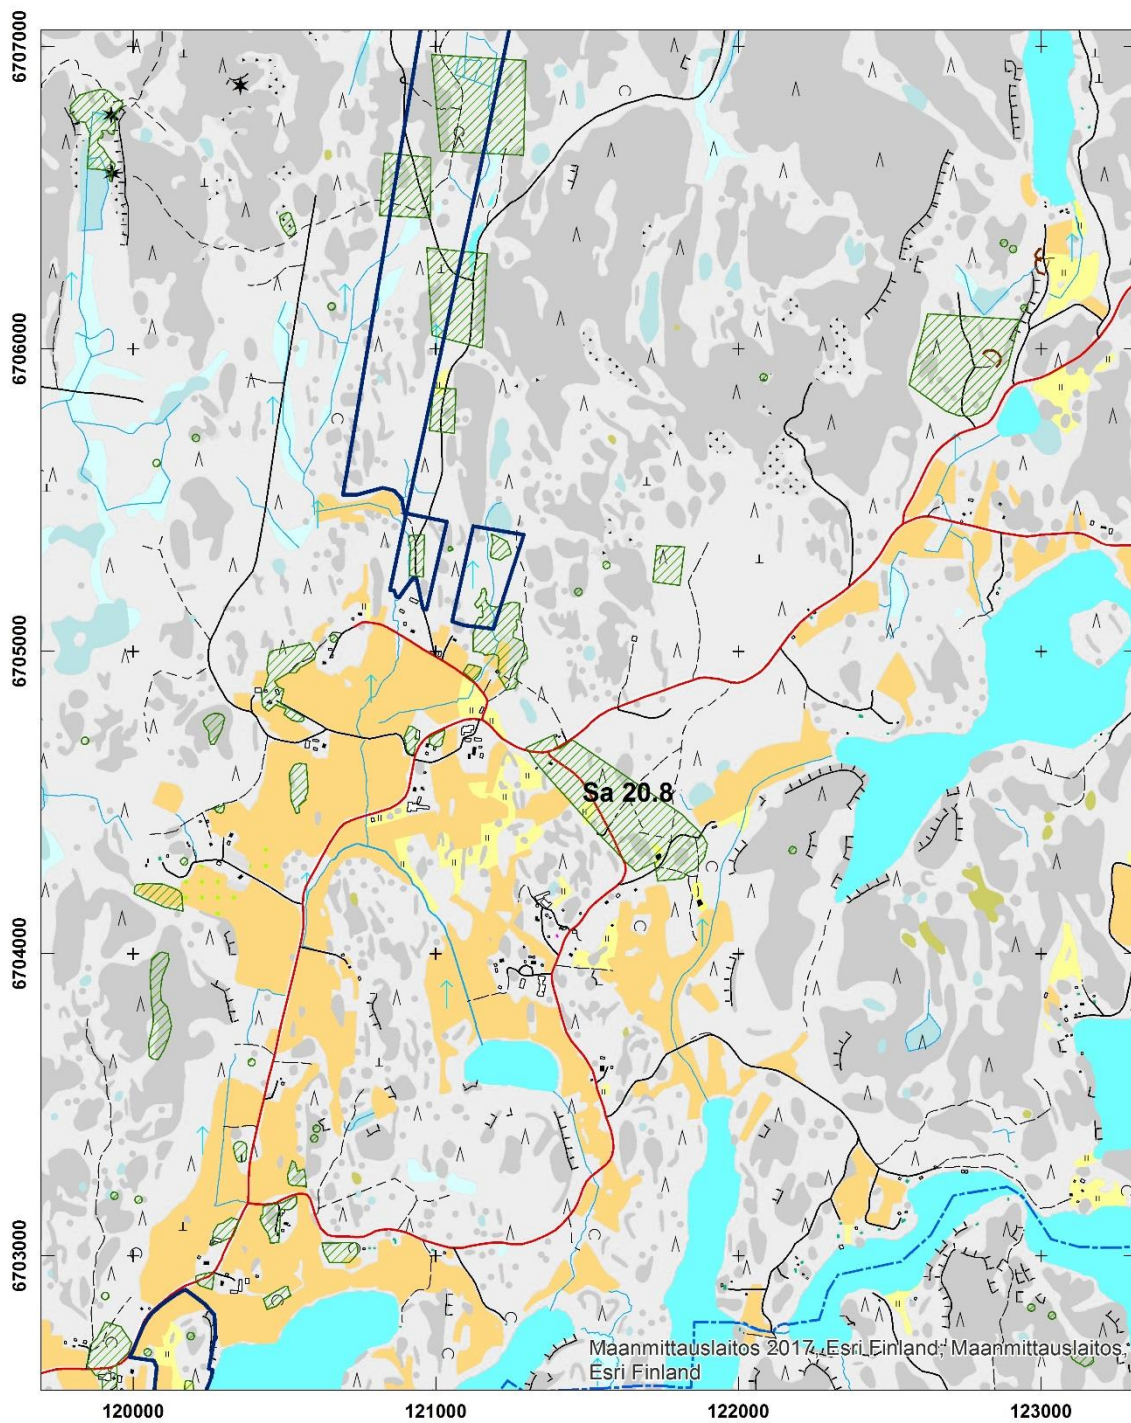 6707000
6706000
6705000
Sa 20.8
6704000
6703000
Maanmittauslaitos 2017, Esri Finland; Maanmittauslaitos,
Esri Finland
120000 121000 122000 123000